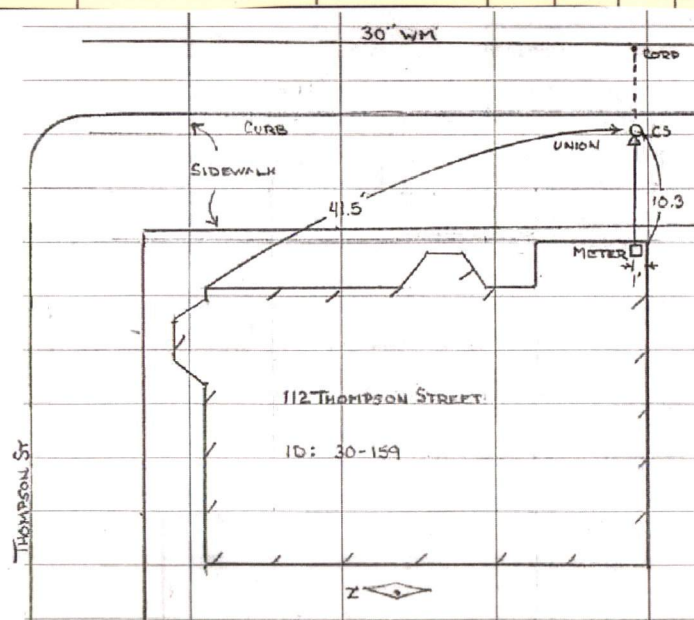 30" WM
CORP
CURB
CS
UNION
SIDEWALK
41.5'
10.3
METER
1'
112 THOMPSON STREET
ID: 30-159
THOMPSON ST
Z